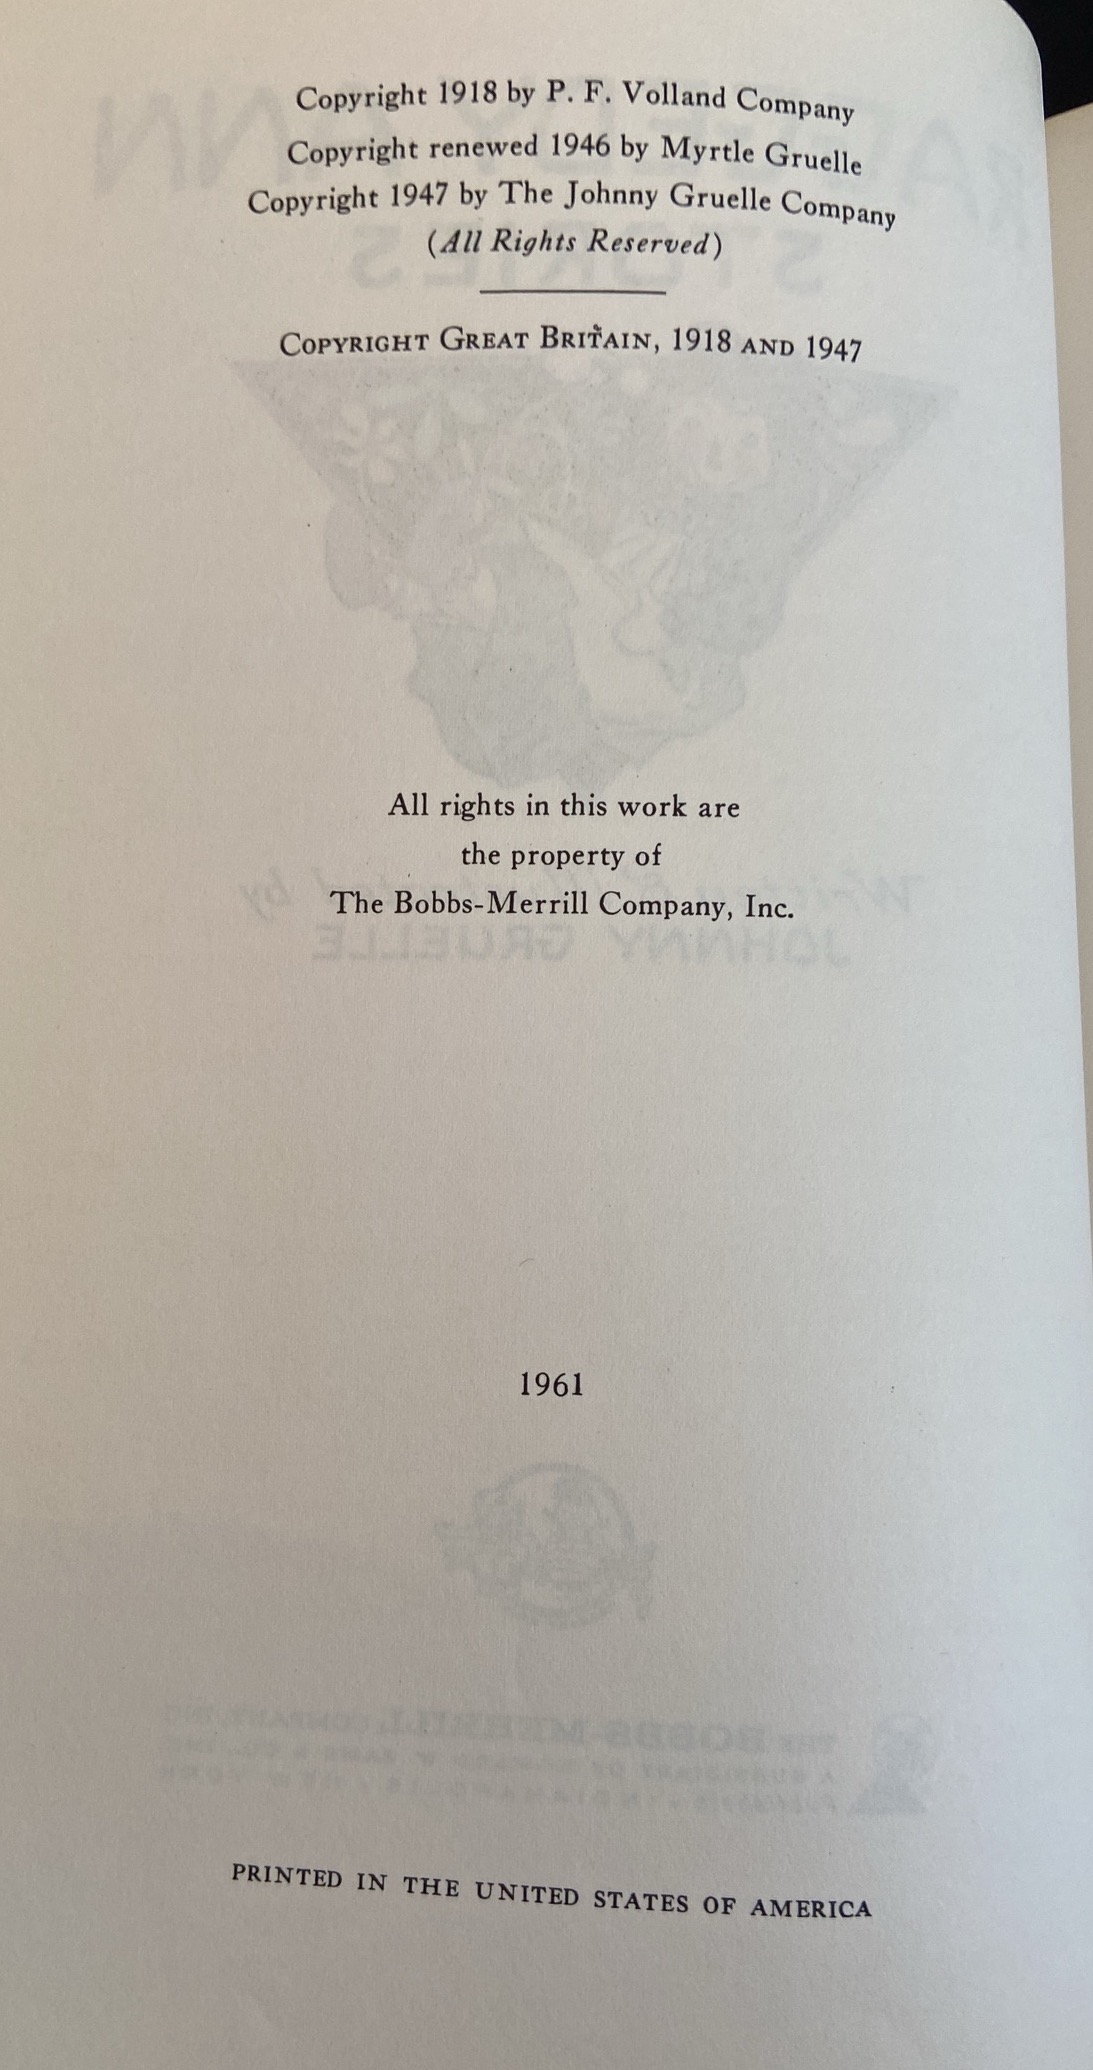 Copyright 1918 by P. F. Volland Company
Copyright renewed 1946 by Myrtle Gruelle
Copyright 1947 by The Johnny Gruelle Company
(All Rights Reserved)
COPYRIGHT GREAT BRITAIN, 1918 AND 1947
All rights in this work are
the property of
The Bobbs-Merrill Company, Inc.
1961
PRINTED IN THE UNITED STATES OF AMERICA